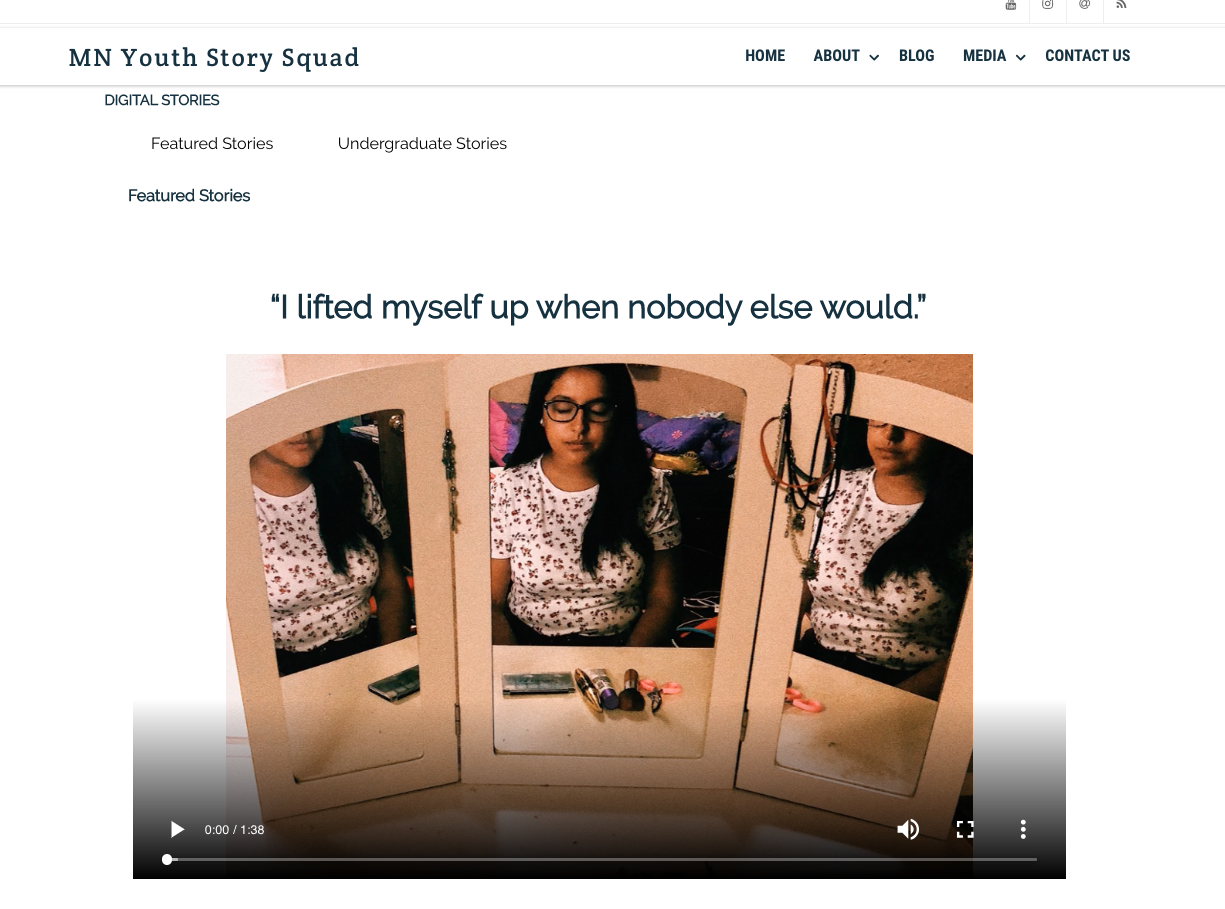 MN Youth Story Squad
HOME ABOUT BLOG MEDIA CONTACT US
DIGITAL STORIES
Featured Stories Undergraduate Stories
Featured Stories
“I lifted myself up when nobody else would.”
0:00 / 1:38